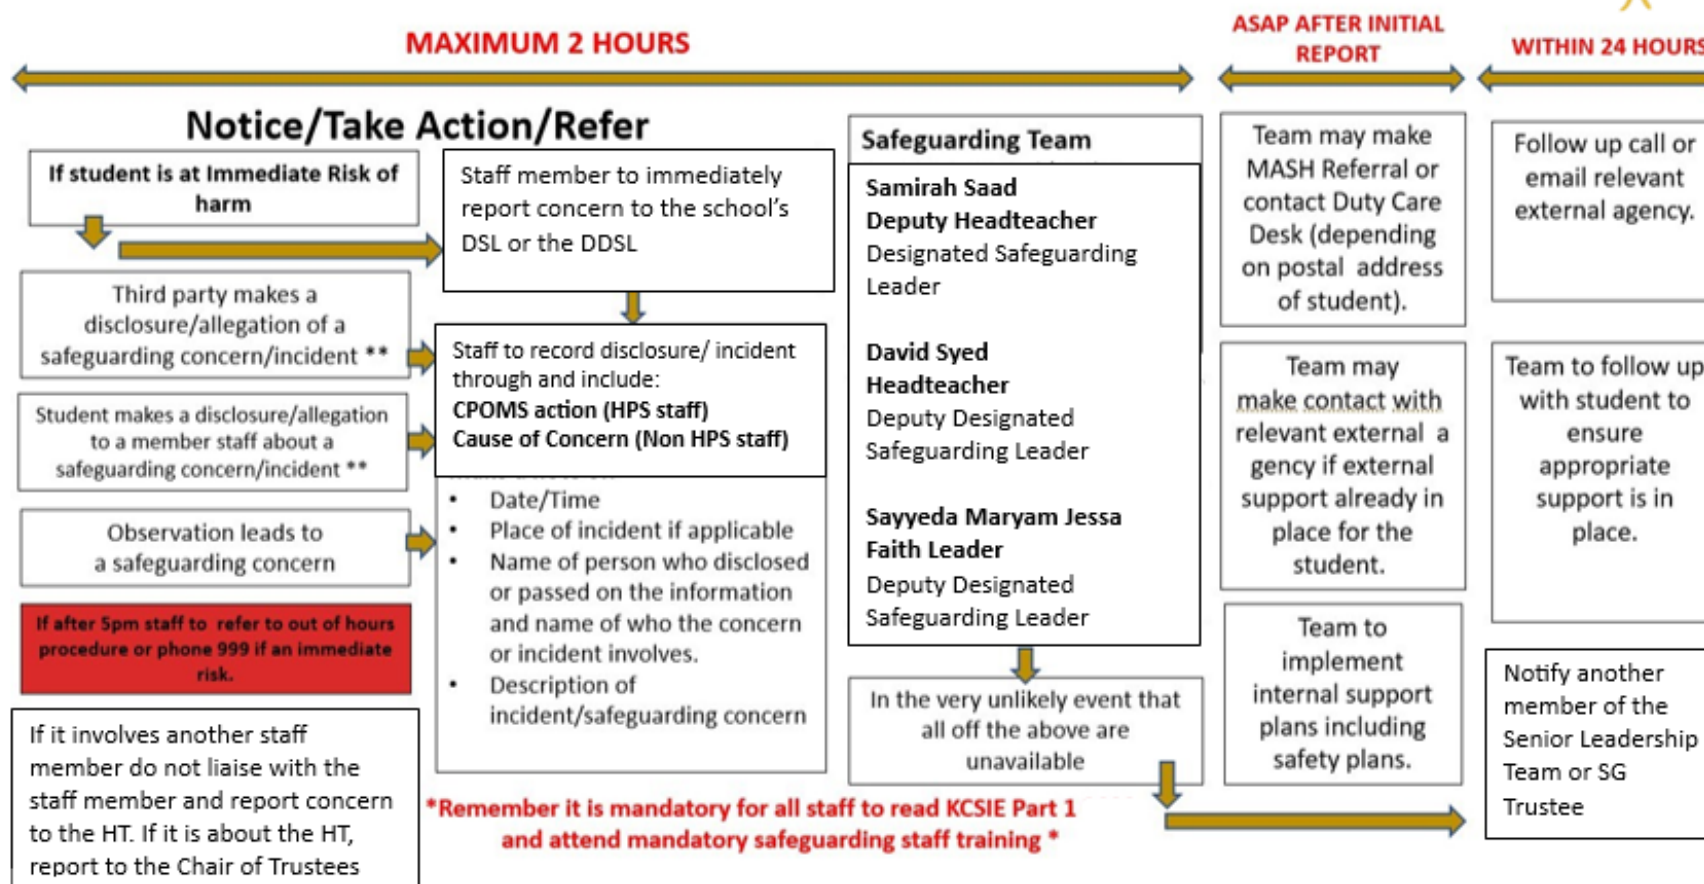 MAXIMUM 2 HOURS
ASAP AFTER INITIAL
REPORT
WITHIN 24 HOURS
Notice/Take Action/Refer
If student is at Immediate Risk of
harm
Third party makes a
disclosure/allegation of a
safeguarding concern/incident **
Student makes a disclosure/allegation
to a member staff about a
safeguarding concern/incident **
Observation leads to
a safeguarding concern
If after 5pm staff to refer to out of hours
procedure or phone 999 if an immediate
risk.
If it involves another staff
member do not liaise with the
staff member and report concern
to the HT. If it is about the HT,
report to the Chair of Trustees
Staff member to immediately
report concern to the school's
DSL or the DDSL
Staff to record disclosure/ incident
through and include:
CPOMS action (HPS staff)
Cause of Concern (Non HPS staff)
• Date/Time
• Place of incident if applicable
• Name of person who disclosed
or passed on the information
and name of who the concern
or incident involves.
• Description of
incident/safeguarding concern
Safeguarding Team
Samirah Saad
Deputy Headteacher
Designated Safeguarding
Leader
David Syed
Headteacher
Deputy Designated
Safeguarding Leader
Sayyeda Maryam Jessa
Faith Leader
Deputy Designated
Safeguarding Leader
In the very unlikely event that
all off the above are
unavailable
*Remember it is mandatory for all staff to read KCSIE Part 1
and attend mandatory safeguarding staff training *
Team may make
MASH Referral or
contact Duty Care
Desk (depending
on postal address
of student).
Team may
make contact with
relevant external a
gency if external
support already in
place for the
student.
Team to
implement
internal support
plans including
safety plans.
Follow up call or
email relevant
external agency.
Team to follow up
with student to
ensure
appropriate
support is in
place.
Notify another
member of the
Senior Leadership
Team or SG
Trustee